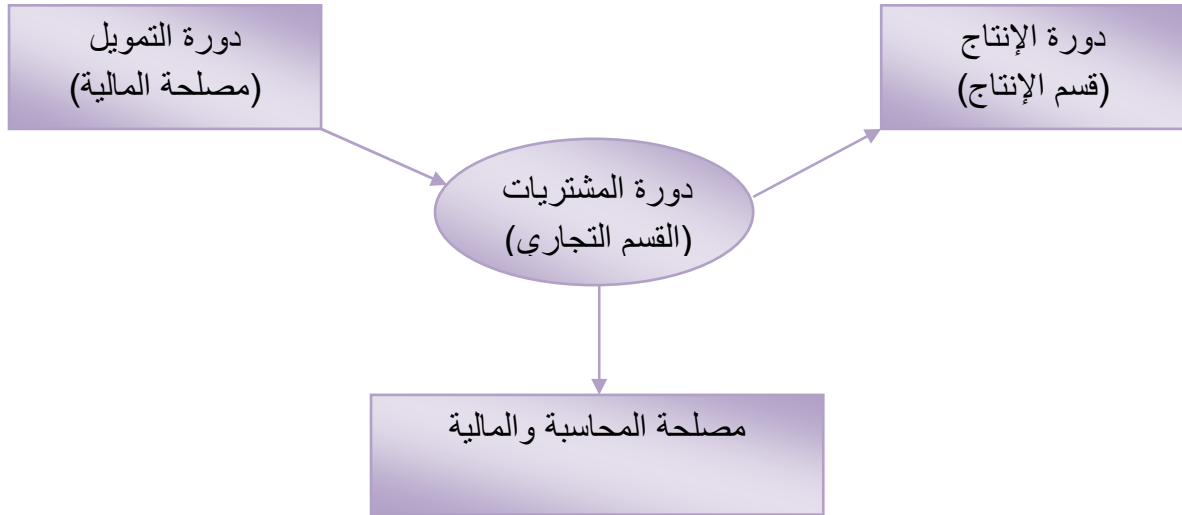 دورة الإنتاج
(قسم الإنتاج)
دورة التمويل
(مصلحة المالية)
دورة المشتريات
(القسم التجاري)
مصلحة المحاسبة والمالية